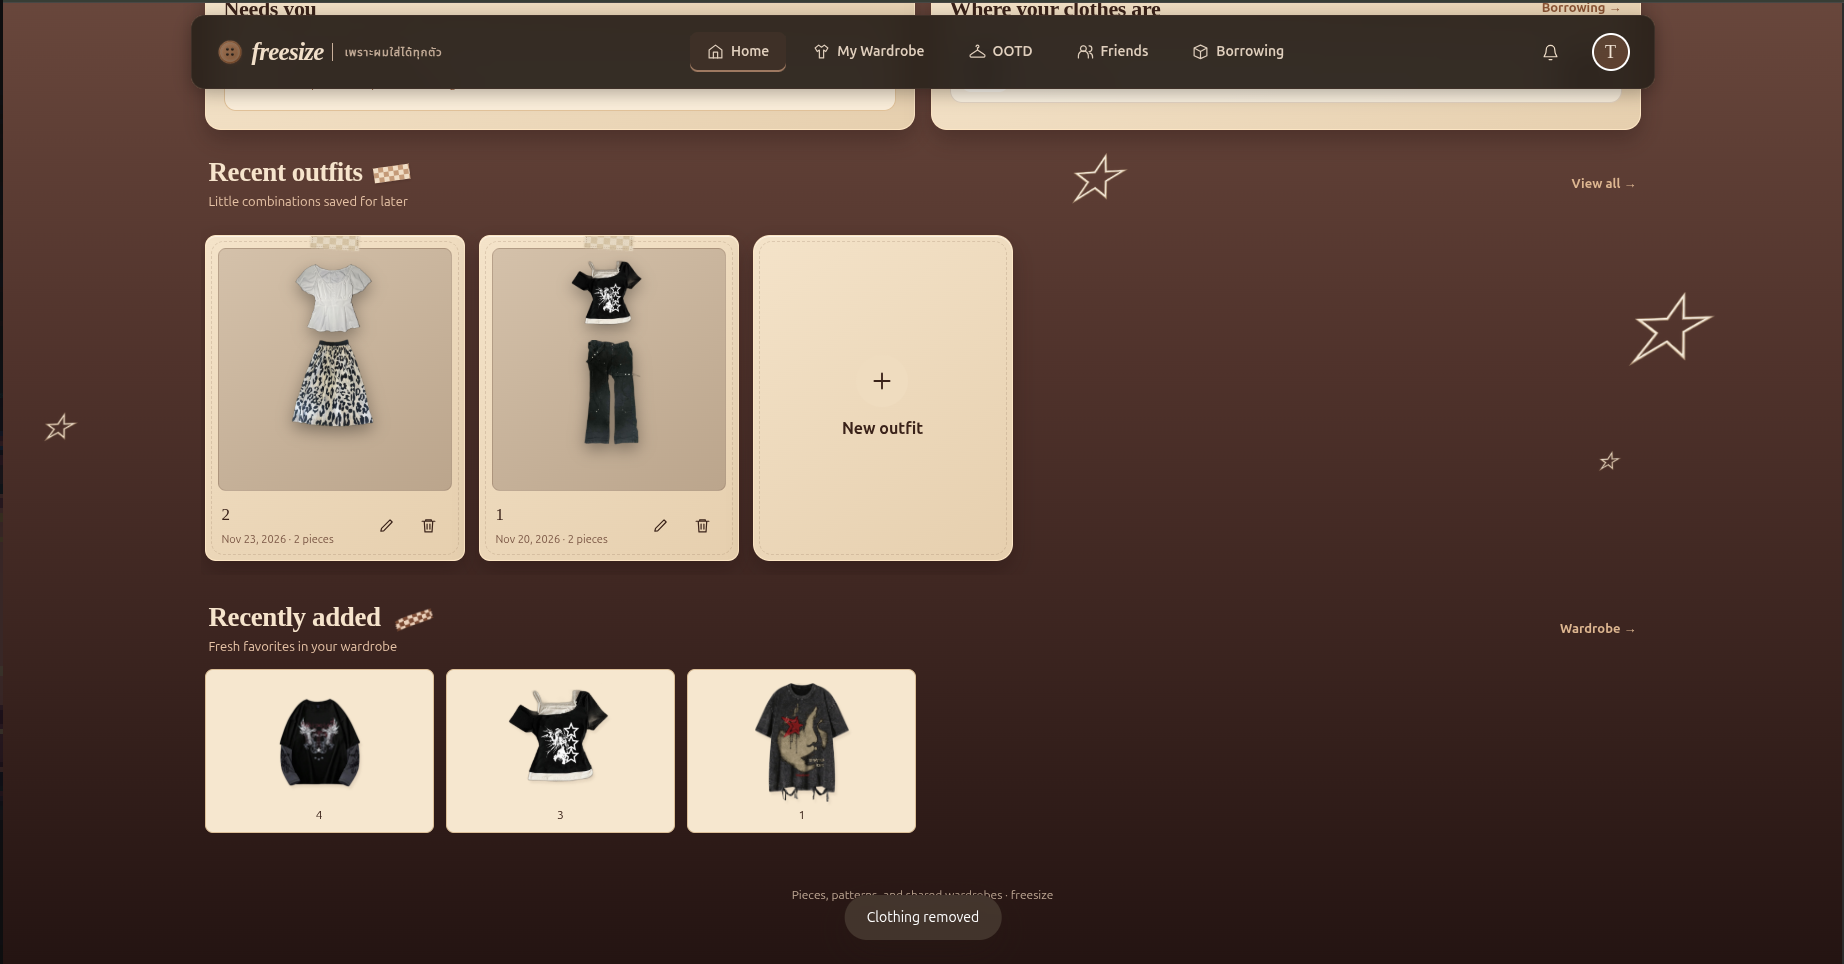 Needs you
Where your clothes are
Borrowing →
freesize
เพราะผมใส่ได้ทุกตัว
Home
My Wardrobe
OOTD
Friends
Borrowing
T
Recent outfits
Little combinations saved for later
View all →
2
Nov 23, 2026 · 2 pieces
1
Nov 20, 2026 · 2 pieces
New outfit
Recently added
Fresh favorites in your wardrobe
Wardrobe →
4
3
1
Pieces, patterns, and shared wardrobes · freesize
Clothing removed